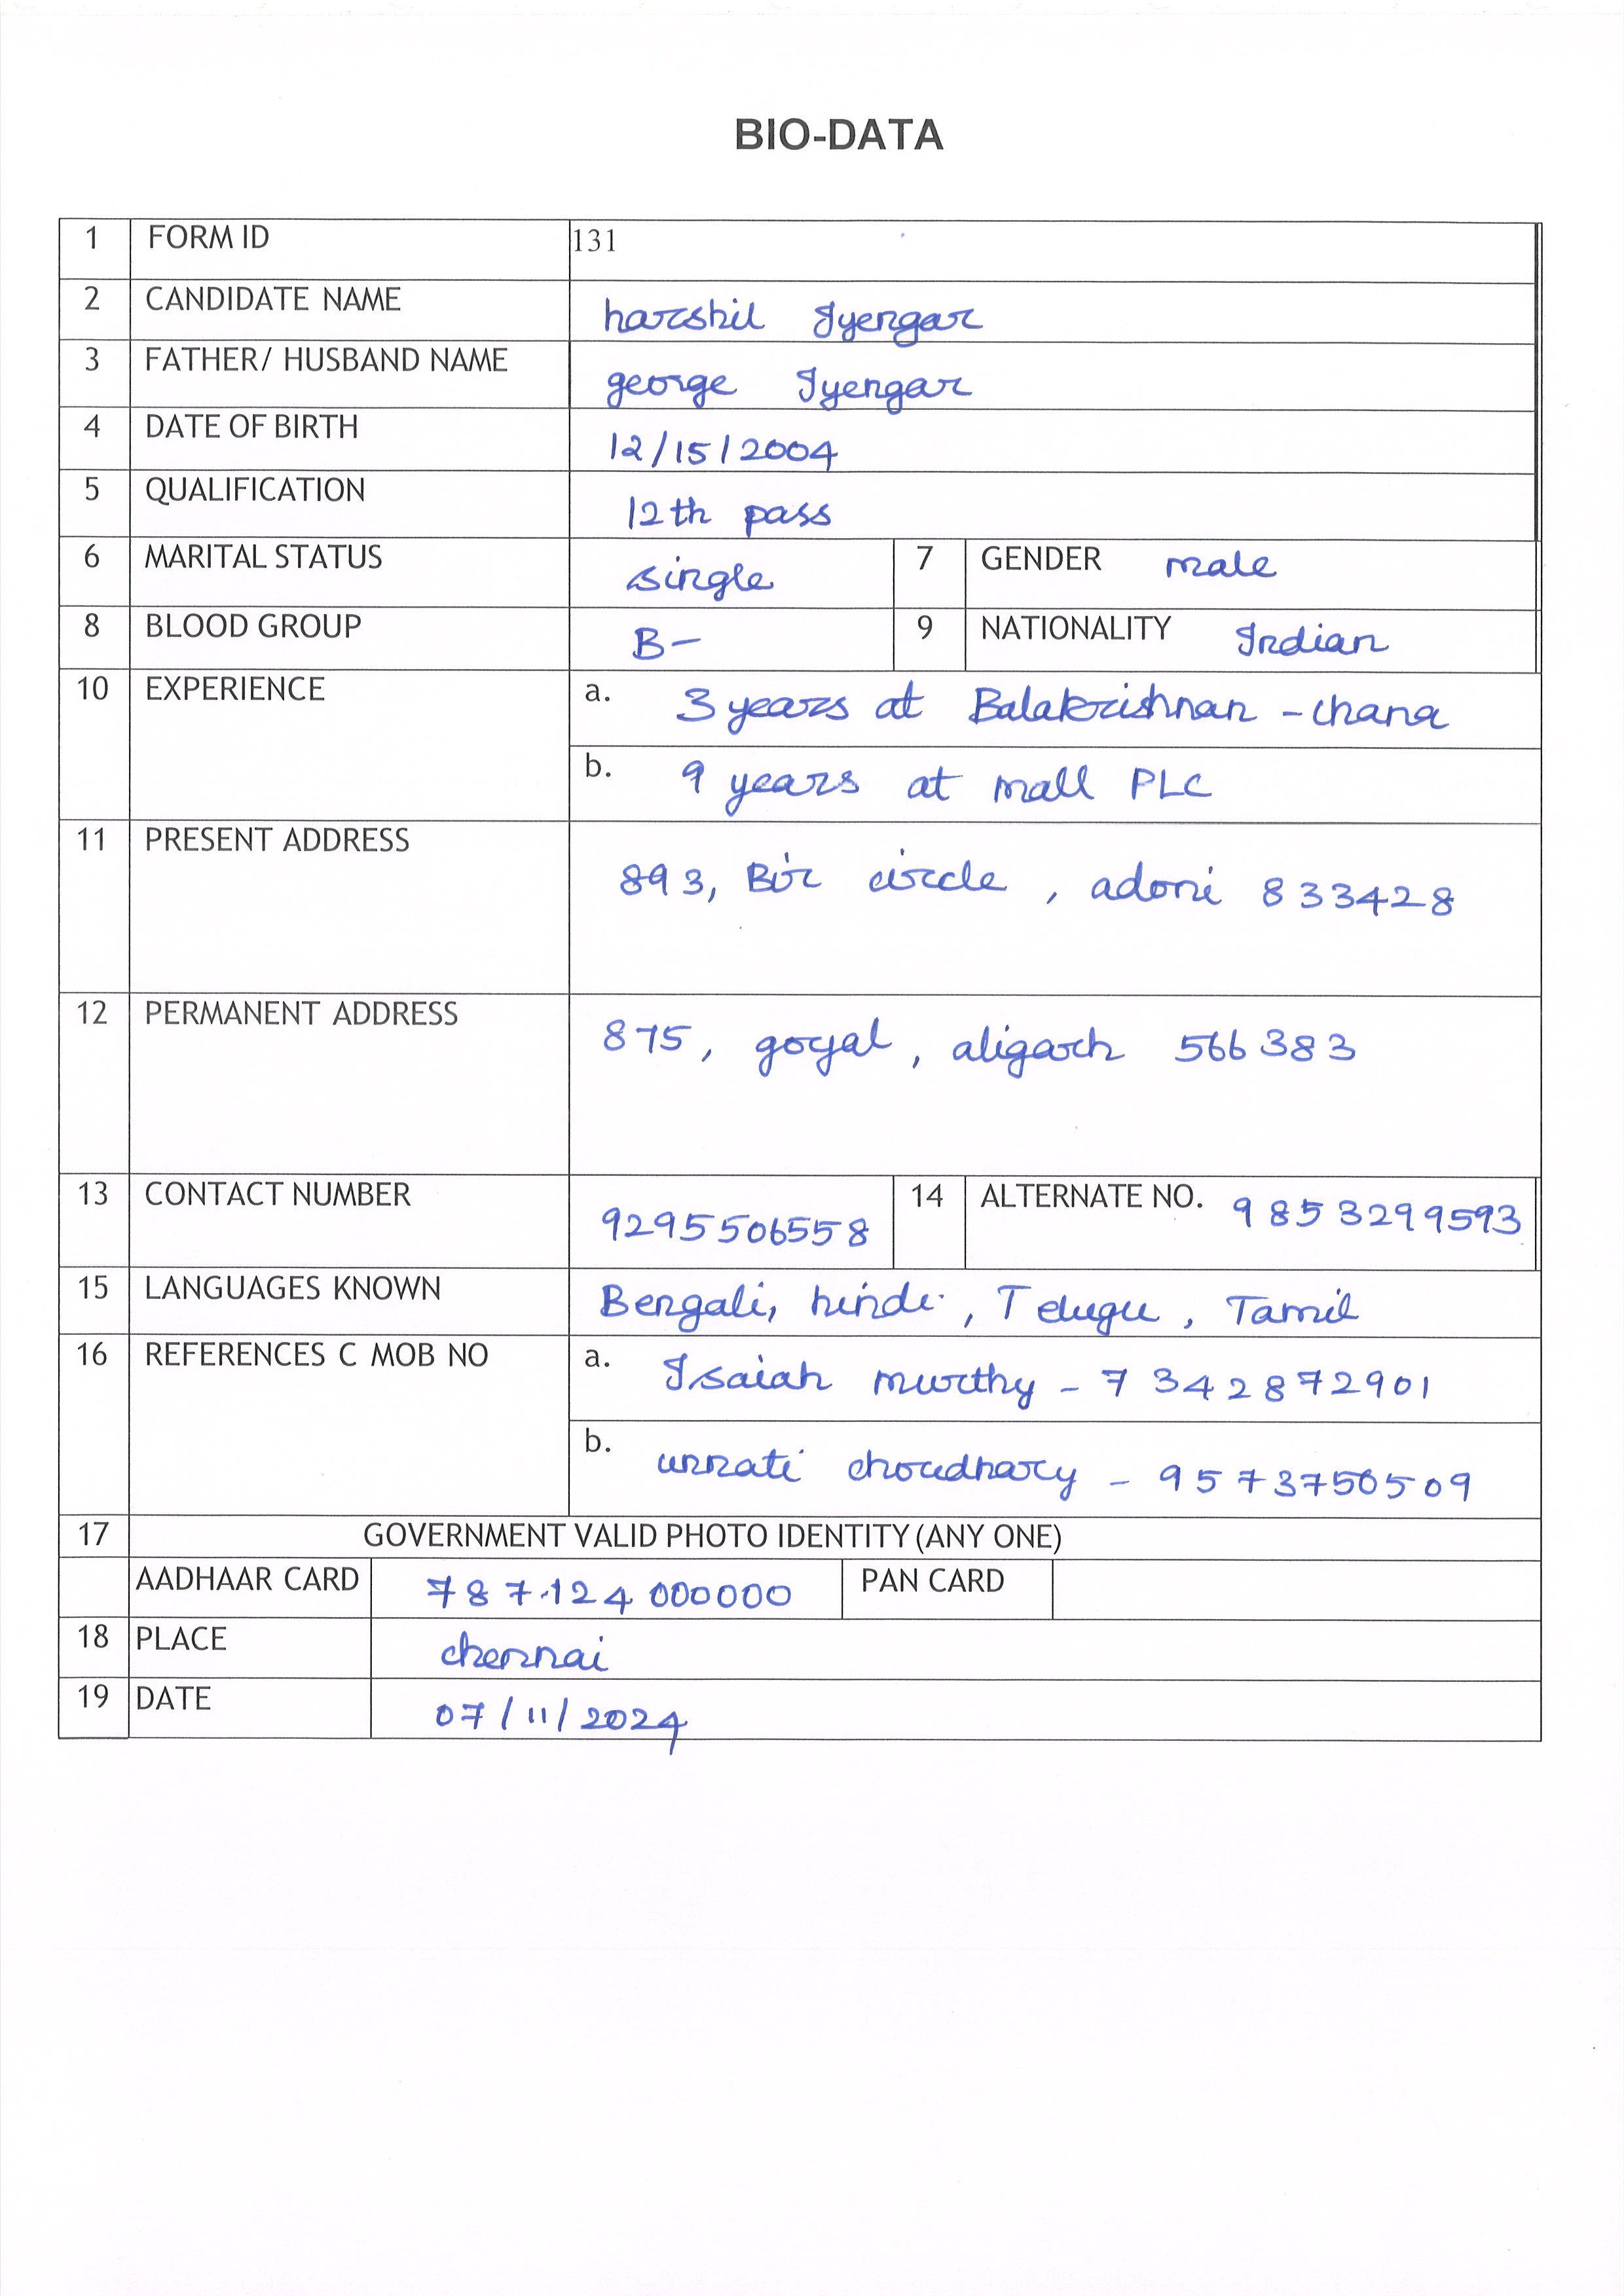 BIO-DATA
1 FORM ID 131
2 CANDIDATE NAME harshil Iyengar
3 FATHER/ HUSBAND NAME george Iyengar
4 DATE OF BIRTH 12/15/2004
5 QUALIFICATION 12th pass
6 MARITAL STATUS single 7 GENDER male
8 BLOOD GROUP B- 9 NATIONALITY Indian
10 EXPERIENCE a. 3 years at Balakrishnan - chana
b. 9 years at mall PLC
11 PRESENT ADDRESS 893, Bir circle, adoni 833428
12 PERMANENT ADDRESS 875, goyal, aligarh 566383
13 CONTACT NUMBER 9295506558 14 ALTERNATE NO. 9853299593
15 LANGUAGES KNOWN Bengali, hindi, Telugu, Tamil
16 REFERENCES C MOB NO a. Isaiah murthy - 7342872901
b. unnati choudhary - 9573750509
17 GOVERNMENT VALID PHOTO IDENTITY (ANY ONE)
AADHAAR CARD 787124000000 PAN CARD
18 PLACE chennai
19 DATE 07/11/2024